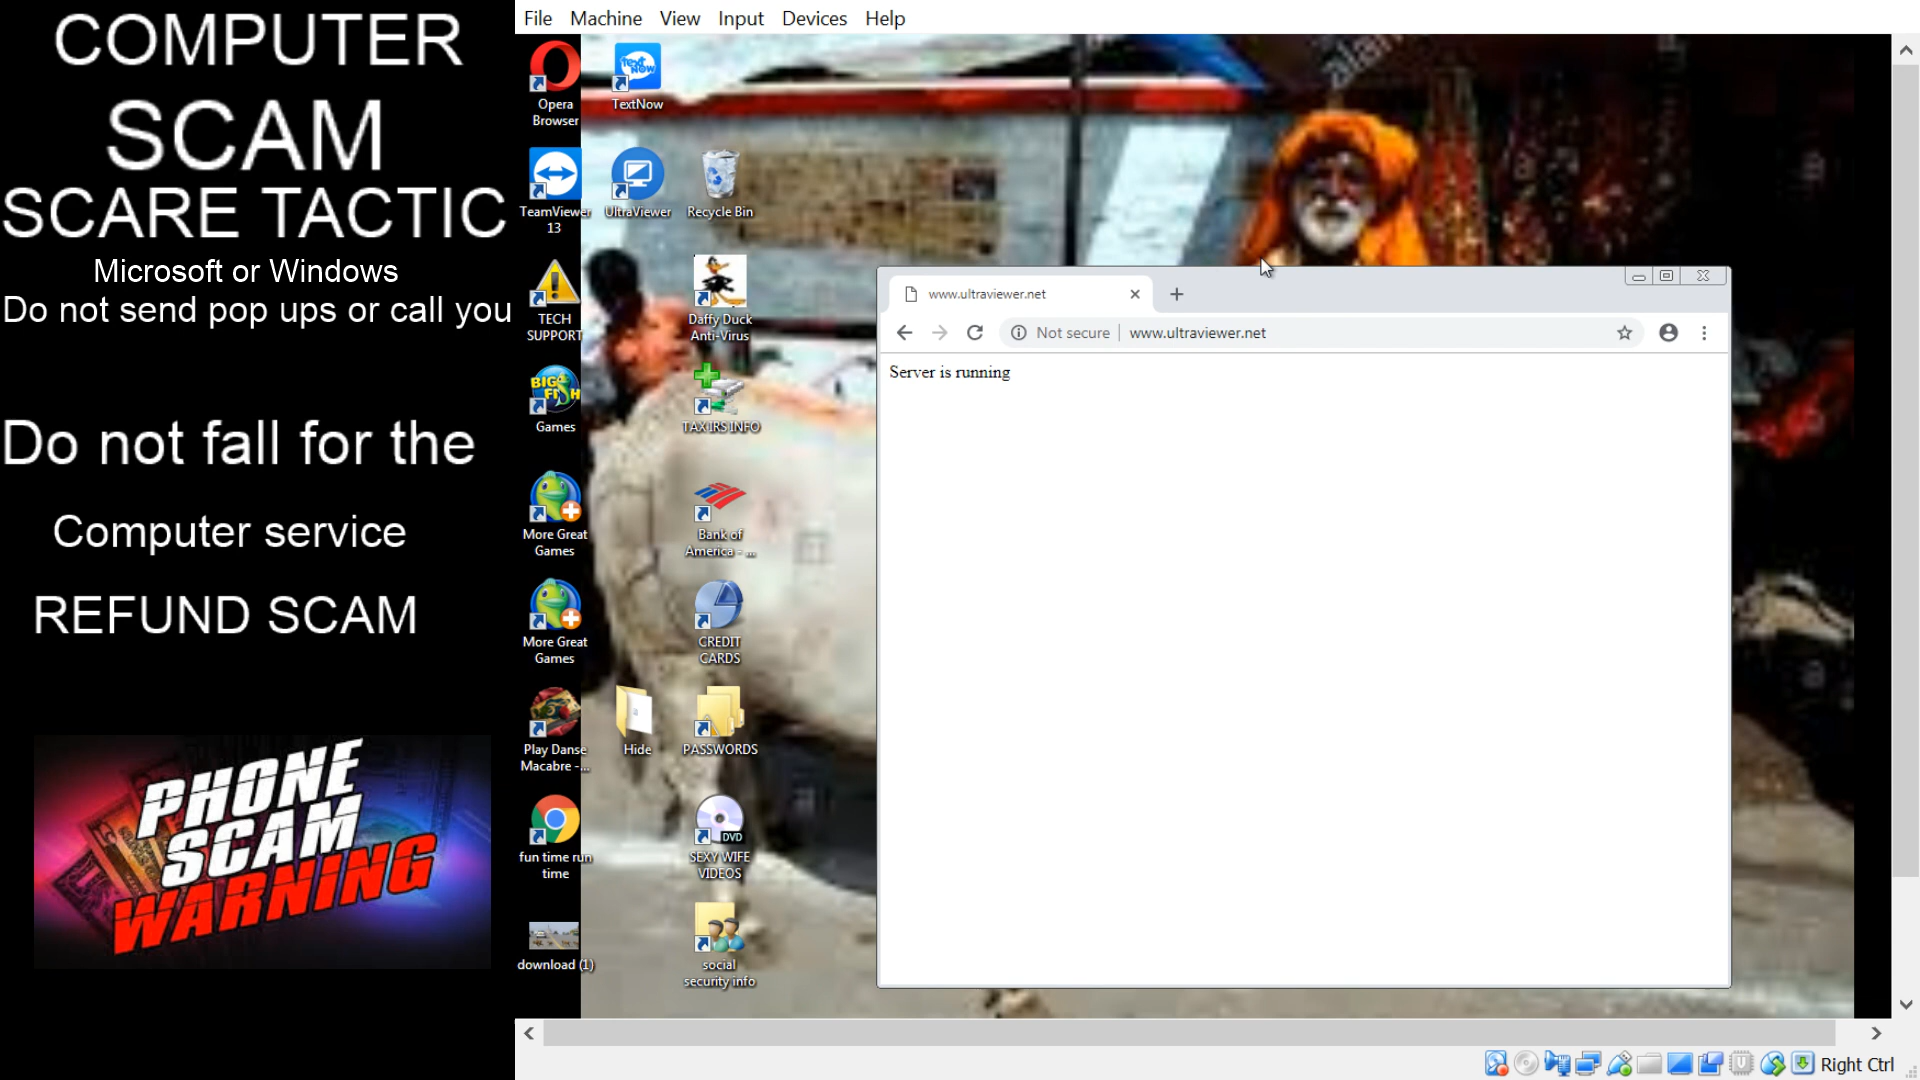 COMPUTER
SCAM
SCARE TACTIC
Microsoft or Windows
Do not send pop ups or call you
Do not fall for the
Computer service
REFUND SCAM
PHONE
SCAM
WARNING
File Machine View Input Devices Help
Opera
Browser
TextNow
TeamViewer
13
UltraViewer
Recycle Bin
TECH
SUPPORT
Daffy Duck
Anti-Virus
BIG
FISH
Games
TAX IRS INFO
More Great
Games
Bank of
America - ...
More Great
Games
CREDIT
CARDS
Play Danse
Macabre -...
Hide
PASSWORDS
fun time run
time
DVD
SEXY WIFE
VIDEOS
download (1)
social
security info
www.ultraviewer.net
Not secure www.ultraviewer.net
Server is running
Right Ctrl